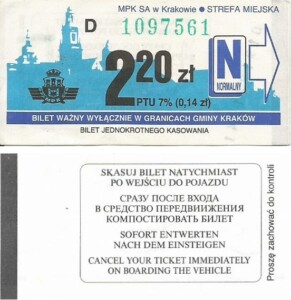 MPK SA w Krakowie ● STREFA MIEJSKA
D 1097561
2 20 zł
N
NORMALNY
PTU 7% (0,14 zł)
BILET WAŻNY WYŁĄCZNIE W GRANICACH GMINY KRAKÓW
BILET JEDNOKROTNEGO KASOWANIA
SKASUJ BILET NATYCHMIAST
PO WEJŚCIU DO POJAZDU
СРАЗУ ПОСЛЕ ВХОДА
В СРЕДСТВО ПЕРЕДВИЖЕНИЯ
КОМПОСТИРОВАТЬ БИЛЕТ
SOFORT ENTWERTEN
NACH DEM EINSTEIGEN
CANCEL YOUR TICKET IMMEDIATELY
ON BOARDING THE VEHICLE
Proszę zachować do kontroli